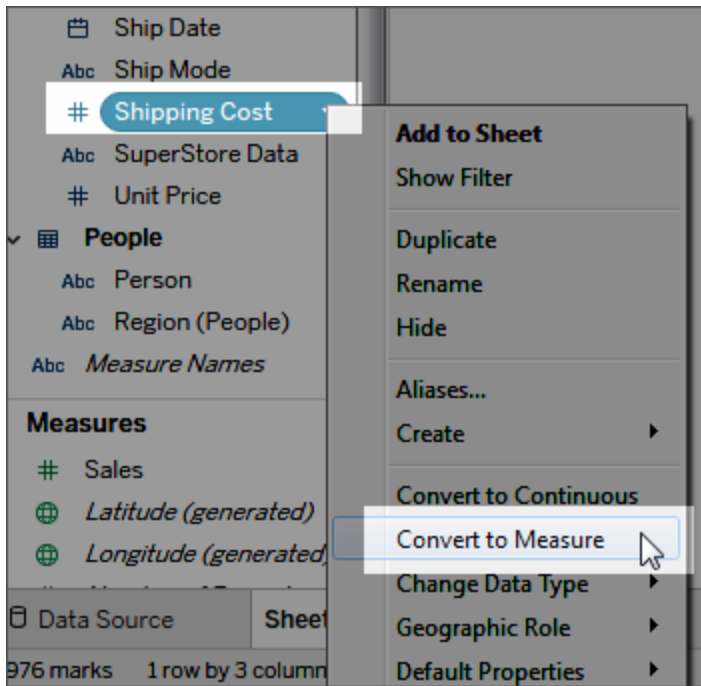 Ship Date
Abc Ship Mode
# Shipping Cost
Abc SuperStore Data
# Unit Price
People
Abc Person
Abc Region (People)
Abc Measure Names
Measures
# Sales
Latitude (generated)
Longitude (generated)
Data Source Sheet
976 marks 1 row by 3 column
Add to Sheet
Show Filter
Duplicate
Rename
Hide
Aliases...
Create
Convert to Continuous
Convert to Measure
Change Data Type
Geographic Role
Default Properties